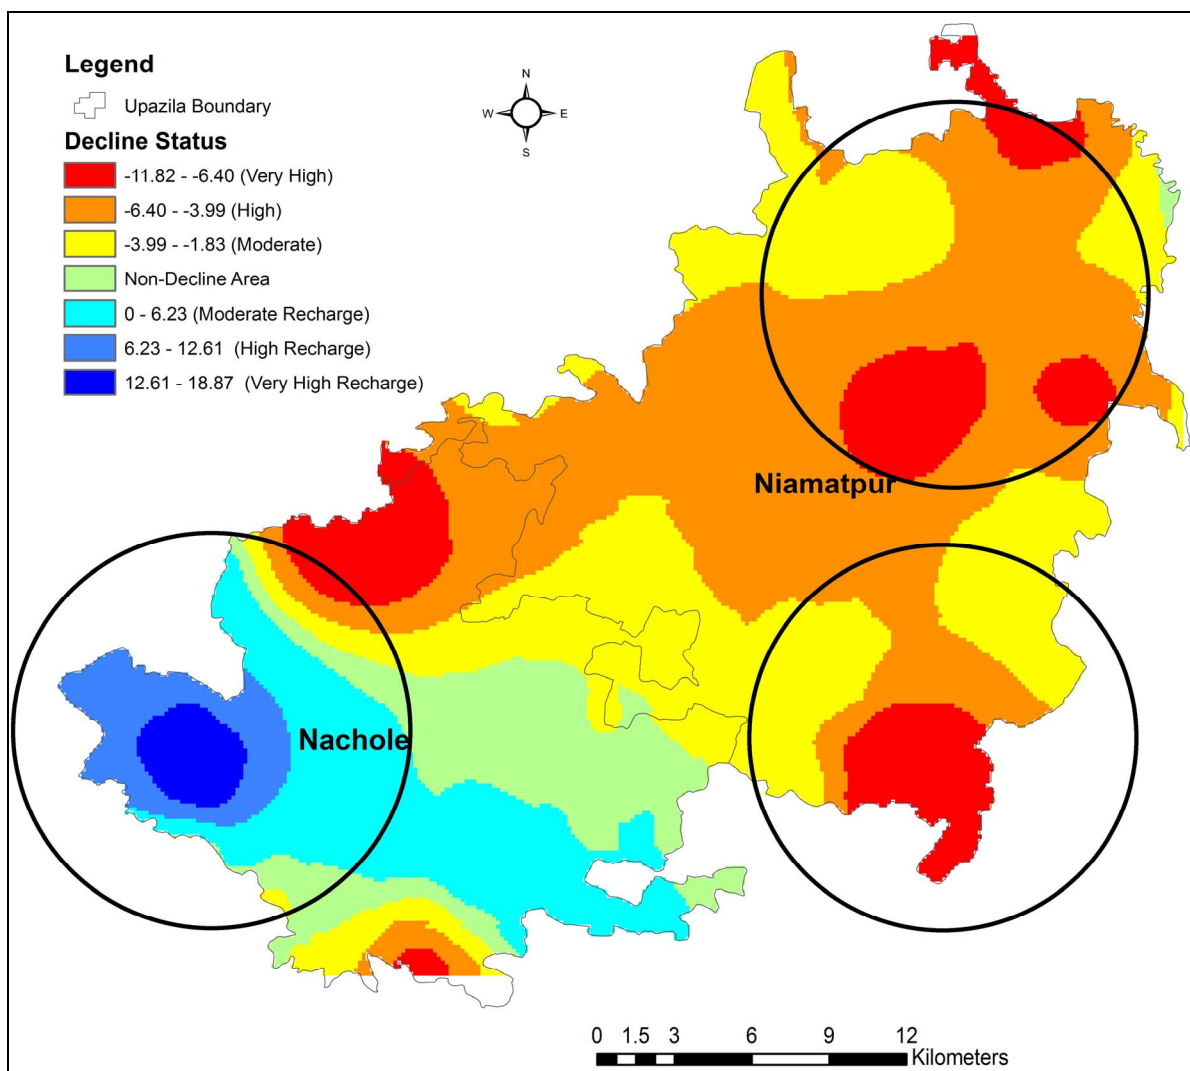 Legend
Upazila Boundary
Decline Status
-11.82 - -6.40 (Very High)
-6.40 - -3.99 (High)
-3.99 - -1.83 (Moderate)
Non-Decline Area
0 - 6.23 (Moderate Recharge)
6.23 - 12.61 (High Recharge)
12.61 - 18.87 (Very High Recharge)
N
W E
S
Niamatpur
Nachole
0 1.5 3 6 9 12
Kilometers